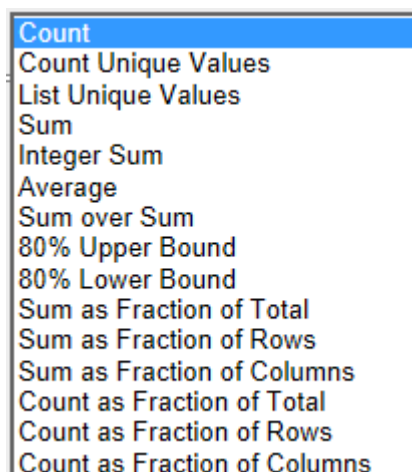 Count
Count Unique Values
List Unique Values
Sum
Integer Sum
Average
Sum over Sum
80% Upper Bound
80% Lower Bound
Sum as Fraction of Total
Sum as Fraction of Rows
Sum as Fraction of Columns
Count as Fraction of Total
Count as Fraction of Rows
Count as Fraction of Columns